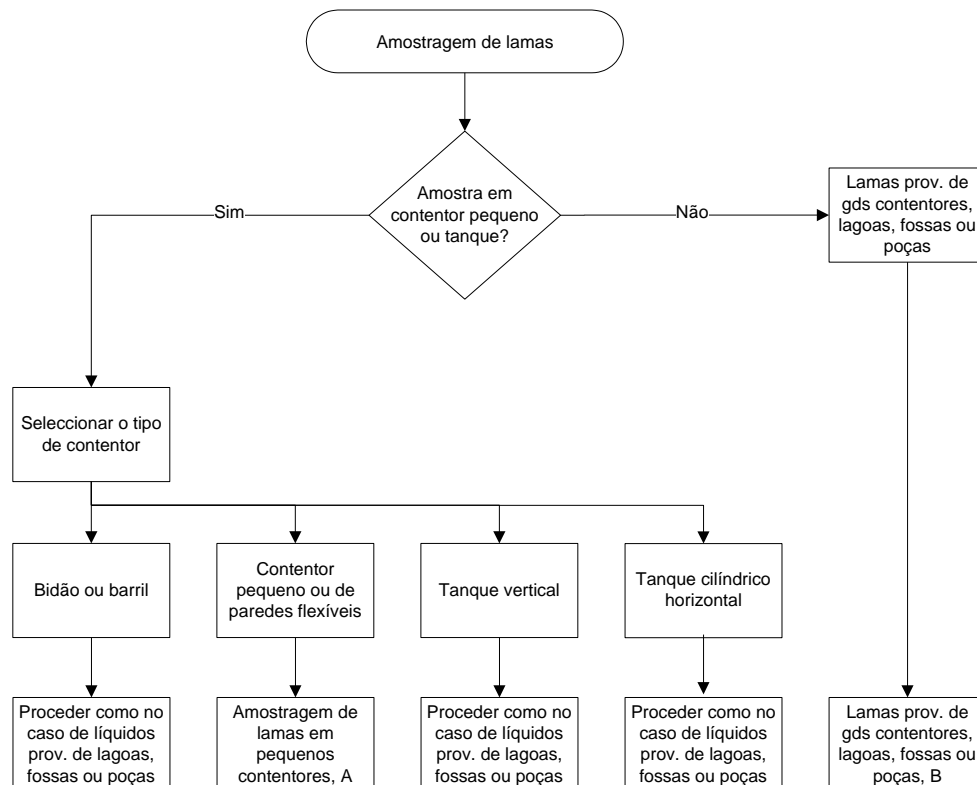 Amostragem de lamas
Amostra em
contentor pequeno
ou tanque?
Sim
Não
Lamas prov. de
gds contentores,
lagoas, fossas ou
poças
Seleccionar o tipo
de contentor
Bidão ou barril
Contentor
pequeno ou de
paredes flexíveis
Tanque vertical
Tanque cilíndrico
horizontal
Proceder como no
caso de líquidos
prov. de lagoas,
fossas ou poças
Amostragem de
lamas em
pequenos
contentores, A
Proceder como no
caso de líquidos
prov. de lagoas,
fossas ou poças
Proceder como no
caso de líquidos
prov. de lagoas,
fossas ou poças
Lamas prov. de
gds contentores,
lagoas, fossas ou
poças, B